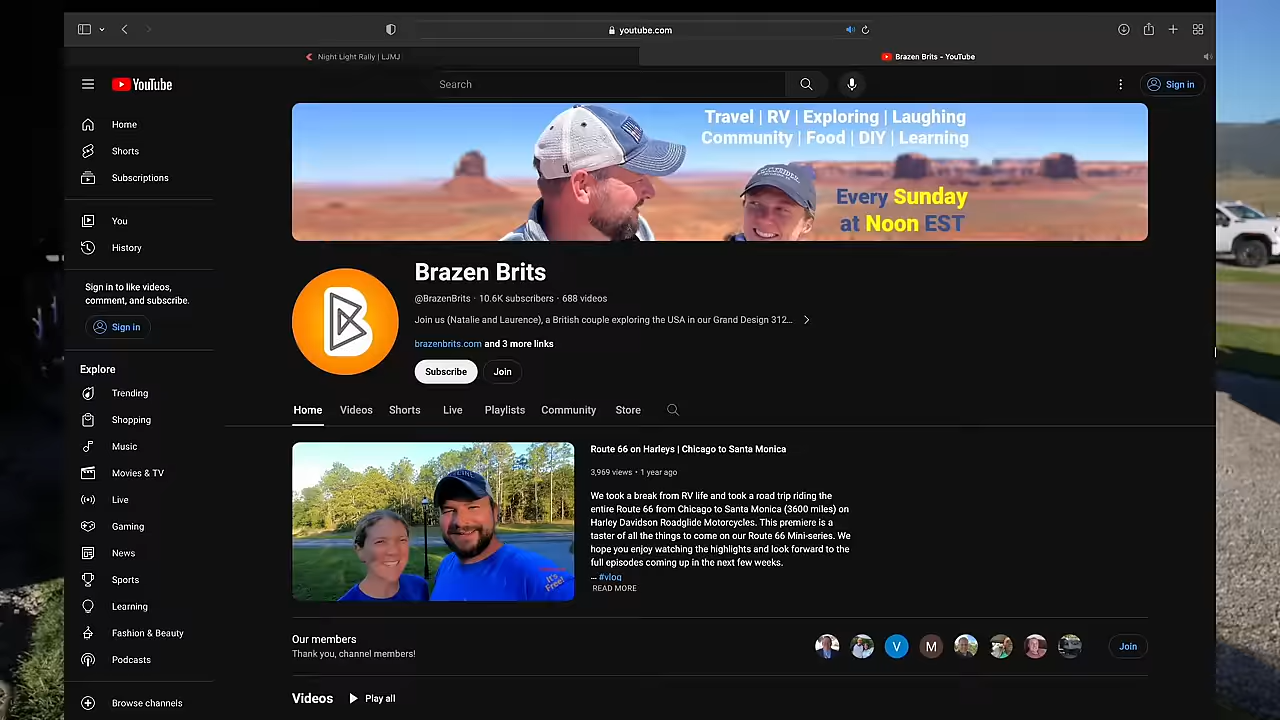 youtube.com
Night Light Rally | LJMJ
Brazen Brits - YouTube
YouTube
Search
Sign in
Home
Shorts
Subscriptions
You
History
Sign in to like videos,
comment, and subscribe.
Sign in
Explore
Trending
Shopping
Music
Movies & TV
Live
Gaming
News
Sports
Learning
Fashion & Beauty
Podcasts
Browse channels
Travel | RV | Exploring | Laughing
Community | Food | DIY | Learning
Every Sunday
at Noon EST
Brazen Brits
@BrazenBrits · 10.6K subscribers · 688 videos
Join us (Natalie and Laurence), a British couple exploring the USA in our Grand Design 312...
brazenbrits.com and 3 more links
Subscribe
Join
Home
Videos
Shorts
Live
Playlists
Community
Store
It's
Free!
Route 66 on Harleys | Chicago to Santa Monica
3,969 views • 1 year ago
We took a break from RV life and took a road trip riding the
entire Route 66 from Chicago to Santa Monica (3600 miles) on
Harley Davidson Roadglide Motorcycles. This premiere is a
taster of all the things to come on our Route 66 Mini-series. We
hope you enjoy watching the highlights and look forward to the
full episodes coming up in the next few weeks.
... #vlog
READ MORE
Our members
Thank you, channel members!
V
M
Join
Videos
Play all